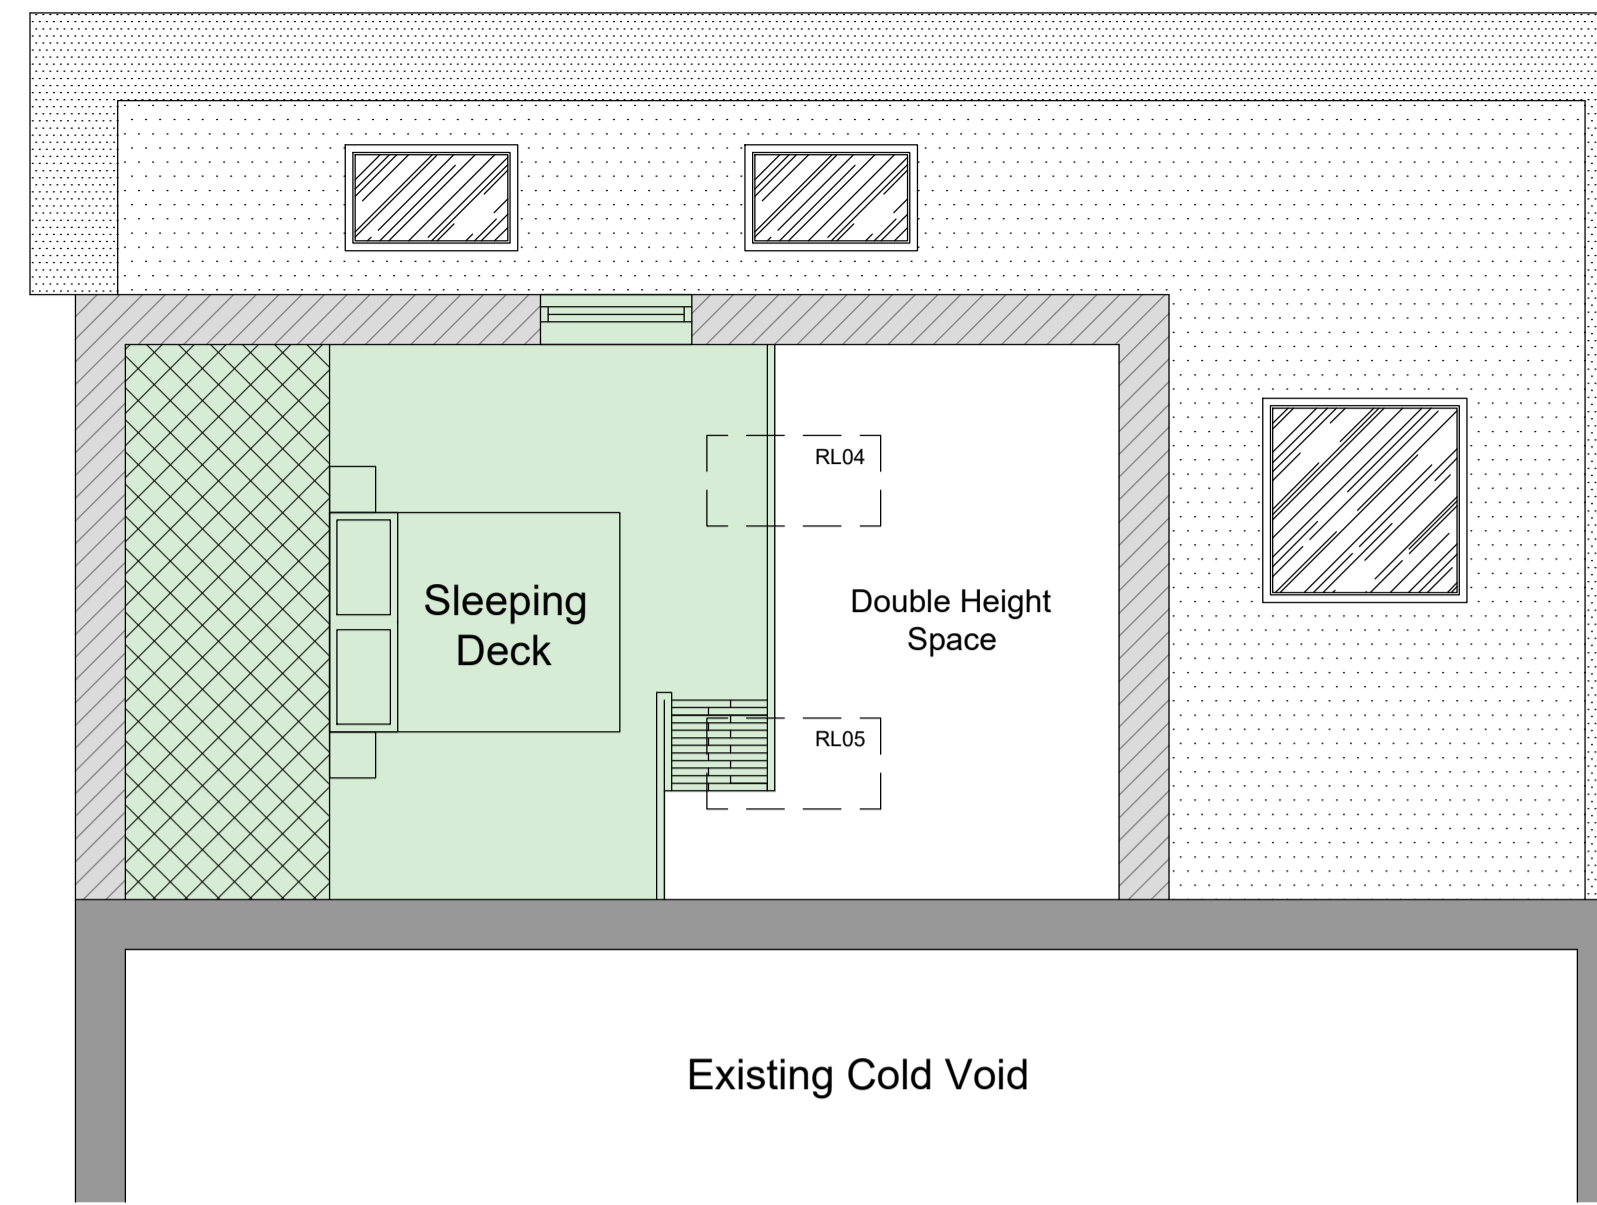 RL04
Sleeping
Deck
Double Height
Space
RL05
Existing Cold Void